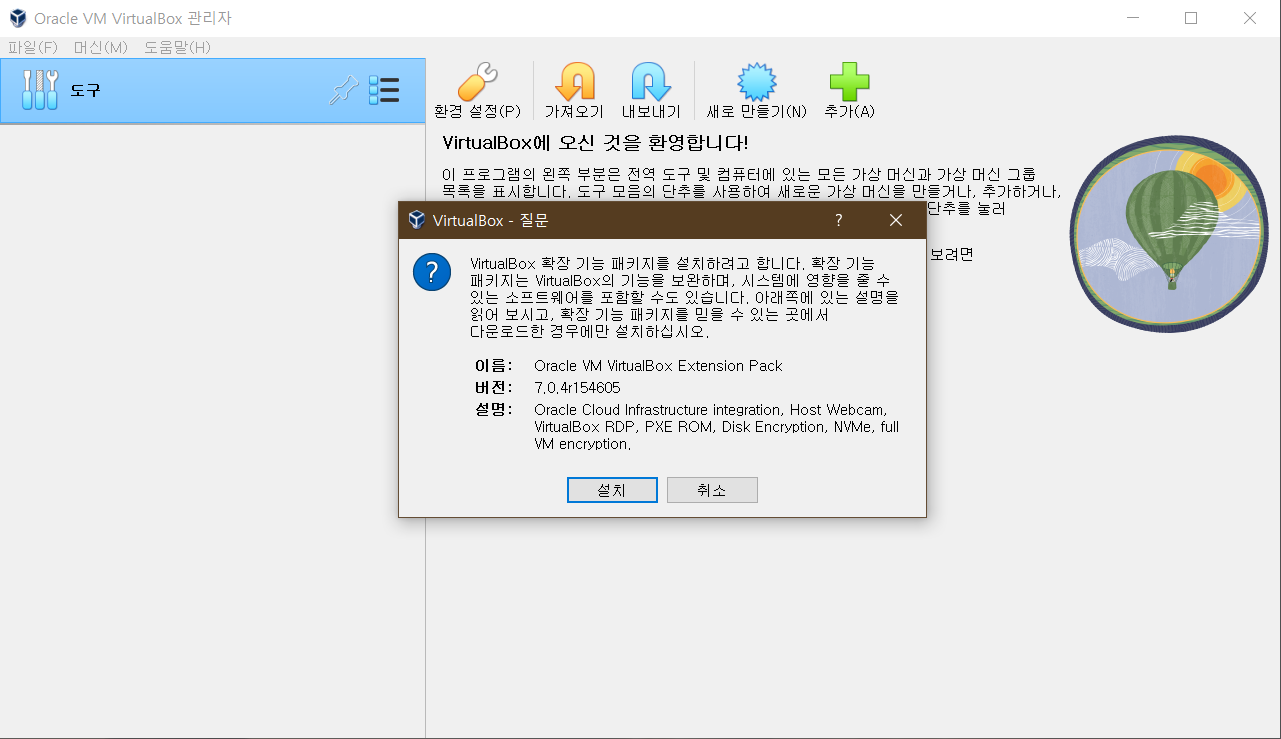 Oracle VM VirtualBox 관리자
파일(F) 머신(M) 도움말(H)
도구
환경 설정(P) 가져오기 내보내기 새로 만들기(N) 추가(A)
VirtualBox에 오신 것을 환영합니다!
이 프로그램의 왼쪽 부분은 전역 도구 및 컴퓨터에 있는 모든 가상 머신과 가상 머신 그룹
목록을 표시합니다. 도구 모음의 단추를 사용하여 새로운 가상 머신을 만들거나, 추가하거나,
단추를 눌러
보려면
VirtualBox - 질문
VirtualBox 확장 기능 패키지를 설치하려고 합니다. 확장 기능
패키지는 VirtualBox의 기능을 보완하며, 시스템에 영향을 줄 수
있는 소프트웨어를 포함할 수도 있습니다. 아래쪽에 있는 설명을
읽어 보시고, 확장 기능 패키지를 믿을 수 있는 곳에서
다운로드한 경우에만 설치하십시오.
이름: Oracle VM VirtualBox Extension Pack
버전: 7.0.4r154605
설명: Oracle Cloud Infrastructure integration, Host Webcam,
VirtualBox RDP, PXE ROM, Disk Encryption, NVMe, full
VM encryption.
설치 취소